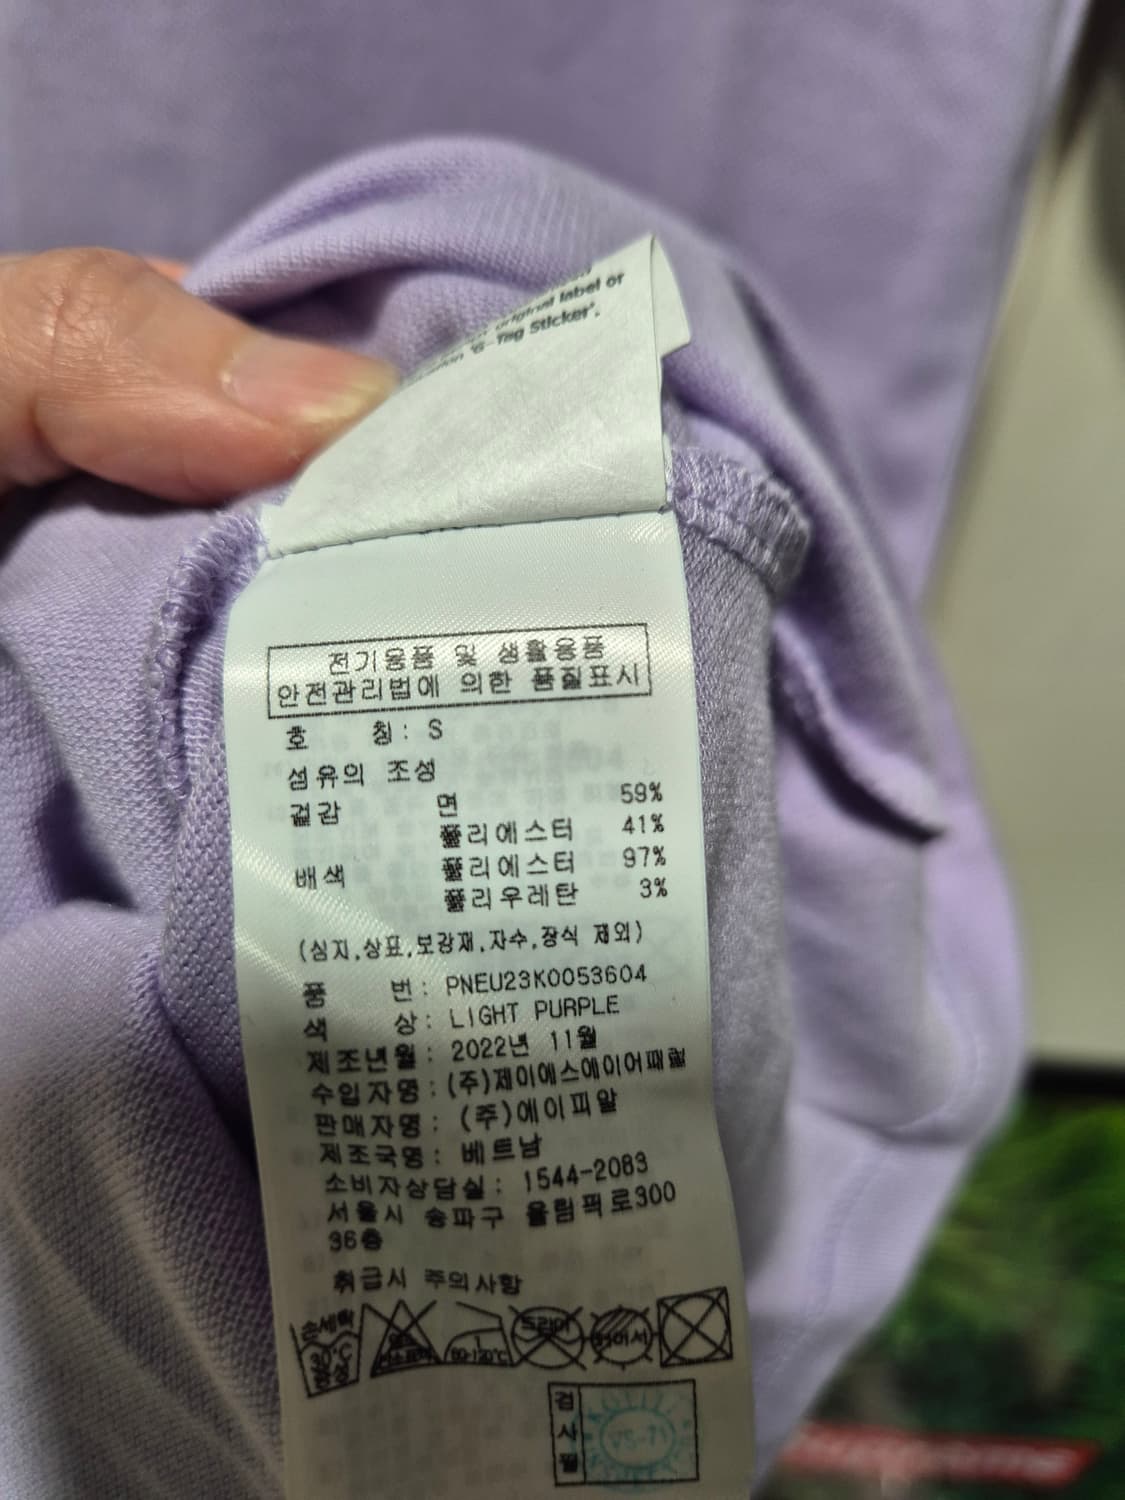 original label or
'G-Tag Sticker'.
전기용품 및 생활용품
안전관리법에 의한 품질표시
호 칭: S
섬유의 조성
겉감 면 59%
폴리에스터 41%
배색 폴리에스터 97%
폴리우레탄 3%
(심지,상표,보강재,자수,장식 제외)
품 번: PNEU23K0053604
색 상: LIGHT PURPLE
제조년월: 2022년 11월
수입자명:(주)제이에스에이어패럴
판매자명: (주)에이피알
제조국명: 베트남
소비자상담실: 1544-2083
서울시 송파구 올림픽로300
36층
취급시 주의사항
손세탁
드라이
60-120℃
검사필
VS-71